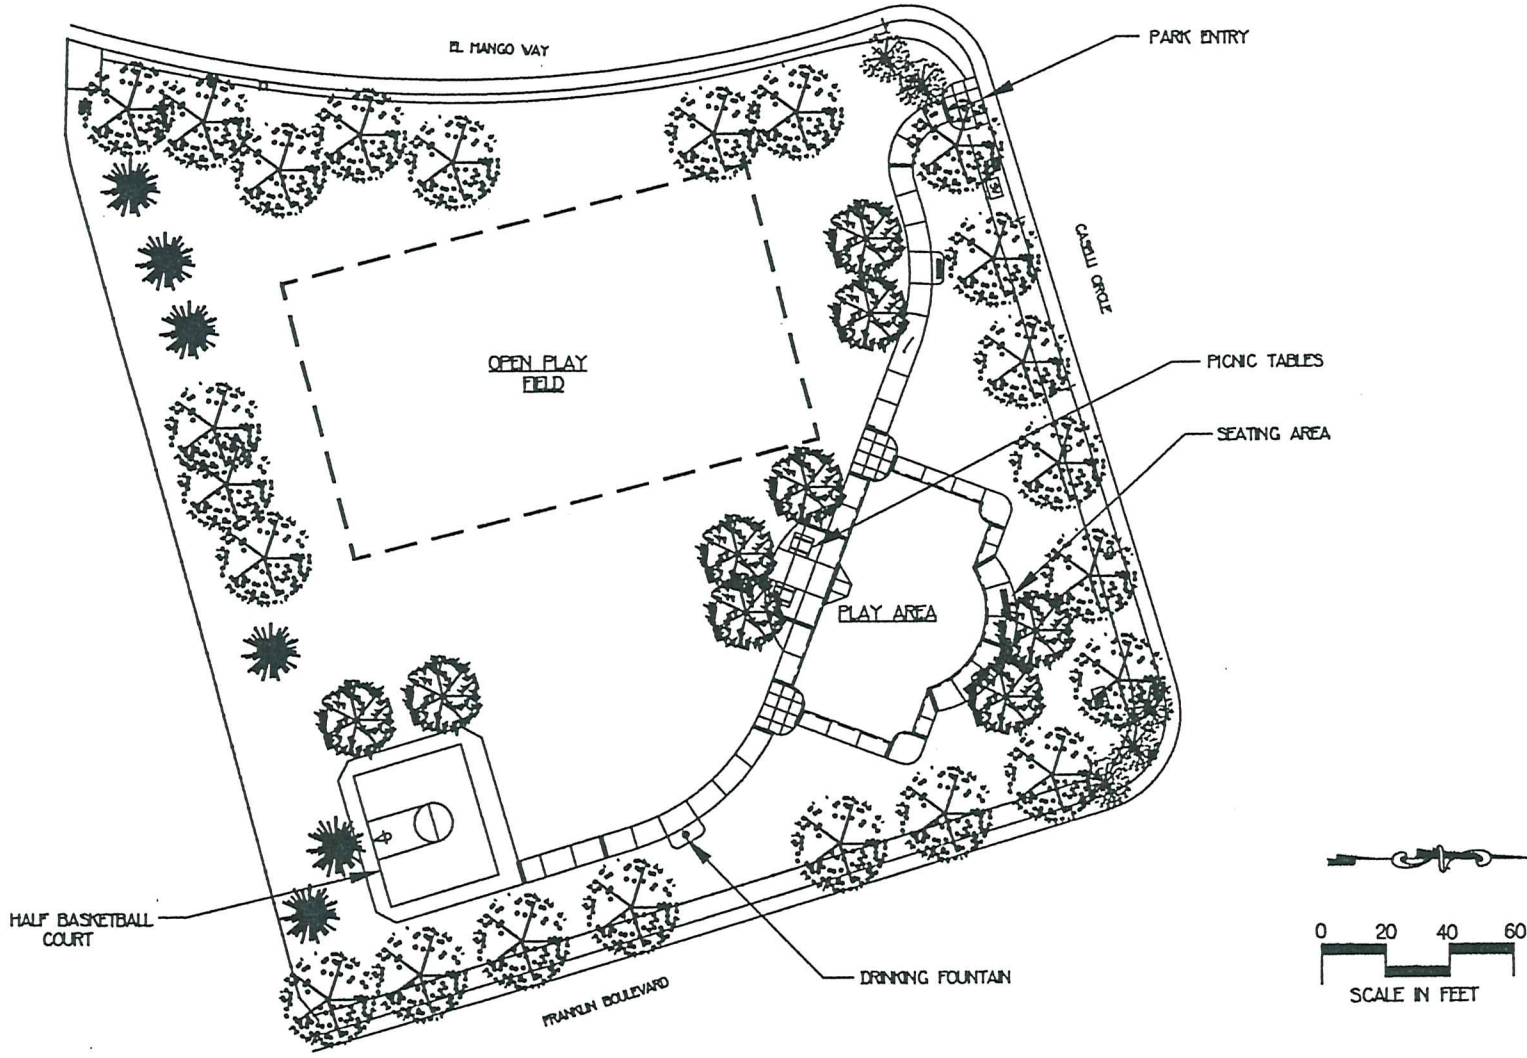 EL MANGO WAY
PARK ENTRY
CASELLI CIRCLE
OPEN PLAY
FIELD
PICNIC TABLES
SEATING AREA
PLAY AREA
HALF BASKETBALL
COURT
DRINKING FOUNTAIN
FRANKLIN BOULEVARD
0 20 40 60
SCALE IN FEET